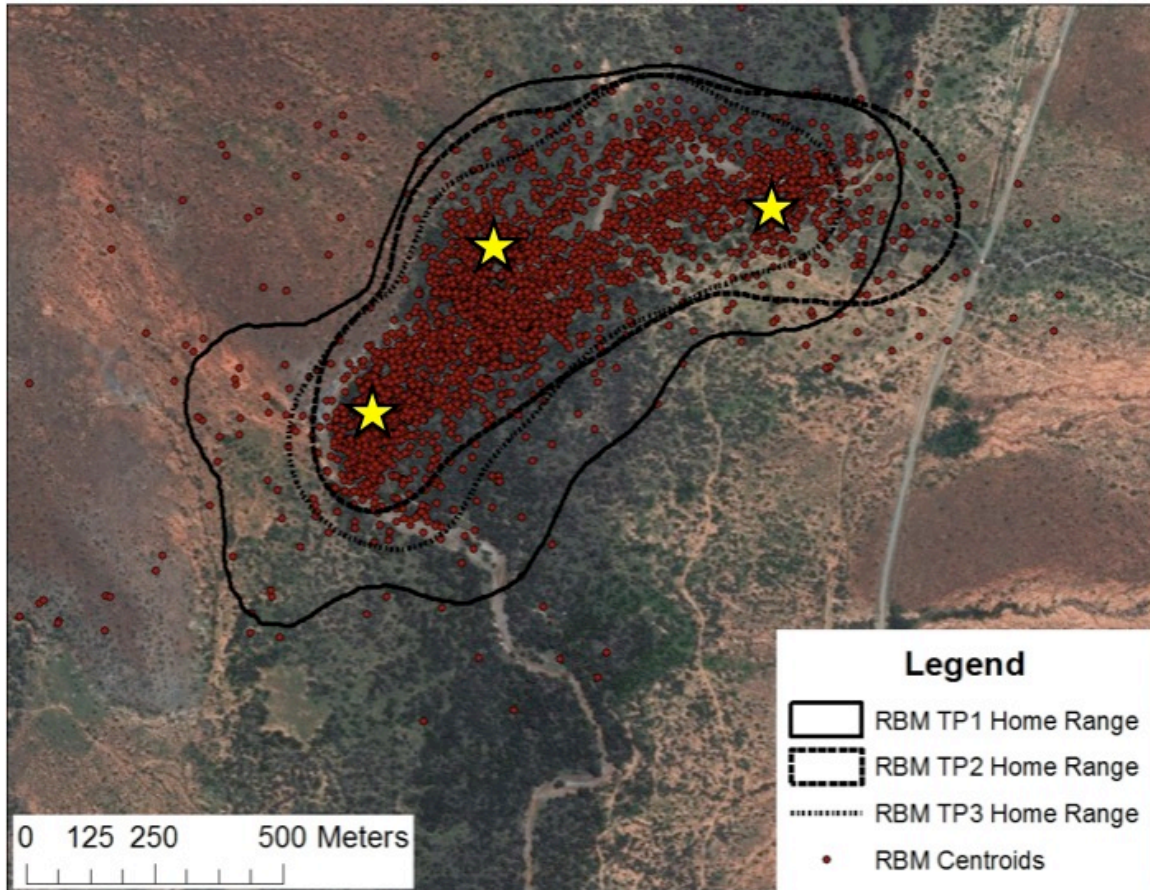 Legend
RBM TP1 Home Range
RBM TP2 Home Range
RBM TP3 Home Range
RBM Centroids
0 125 250 500 Meters